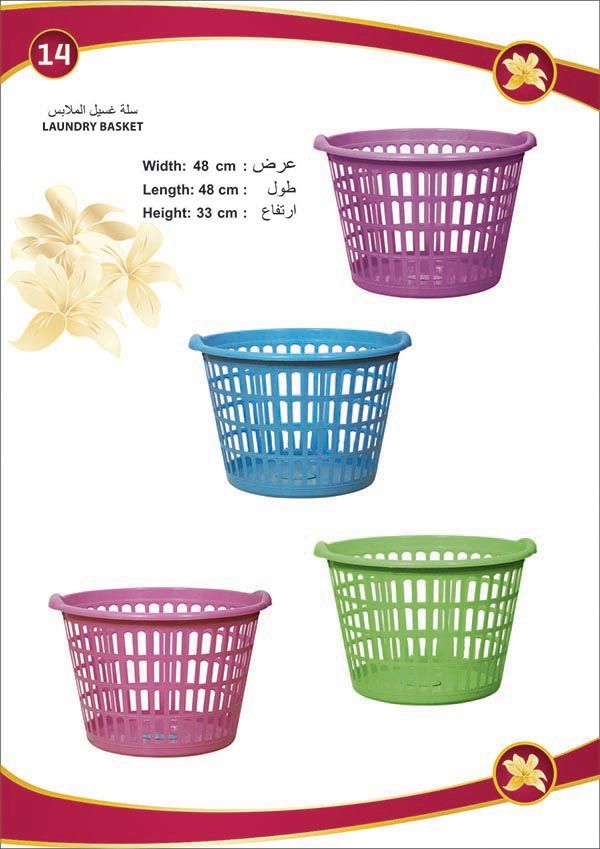 14
سلة غسيل الملابس
LAUNDRY BASKET
Width: 48 cm : عرض
Length: 48 cm : طول
Height: 33 cm : ارتفاع